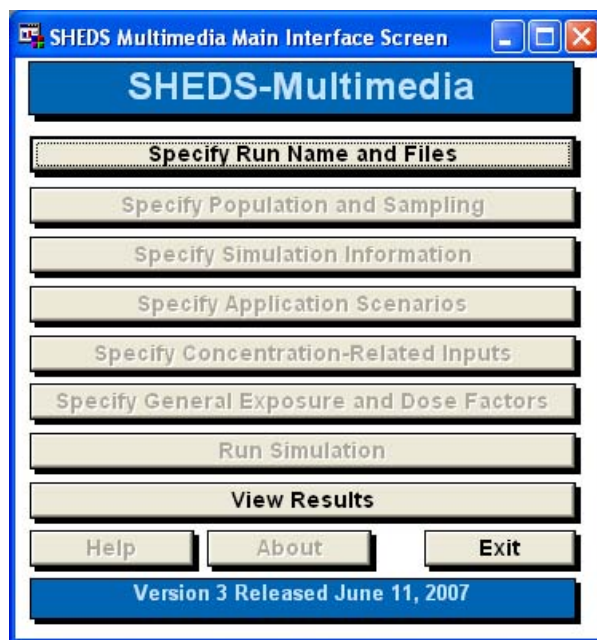 SHEDS Multimedia Main Interface Screen
SHEDS-Multimedia
Specify Run Name and Files
Specify Population and Sampling
Specify Simulation Information
Specify Application Scenarios
Specify Concentration-Related Inputs
Specify General Exposure and Dose Factors
Run Simulation
View Results
Help About Exit
Version 3 Released June 11, 2007